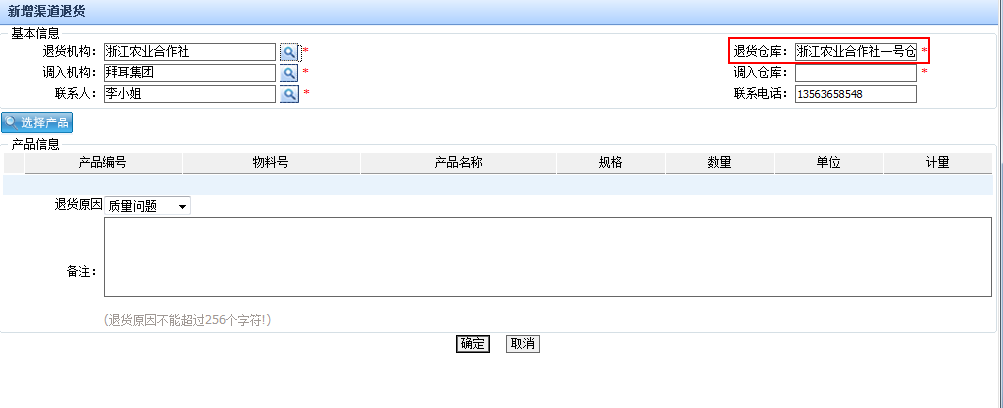 新增渠道退货
基本信息
退货机构： 浙江农业合作社 * 退货仓库： 浙江农业合作社一号仓 *
调入机构： 拜耳集团 * 调入仓库： *
联系人： 李小姐 * 联系电话： 13563658548
选择产品
产品信息
产品编号 物料号 产品名称 规格 数量 单位 计量
退货原因 质量问题
备注：
(退货原因不能超过256个字符!)
确定 取消